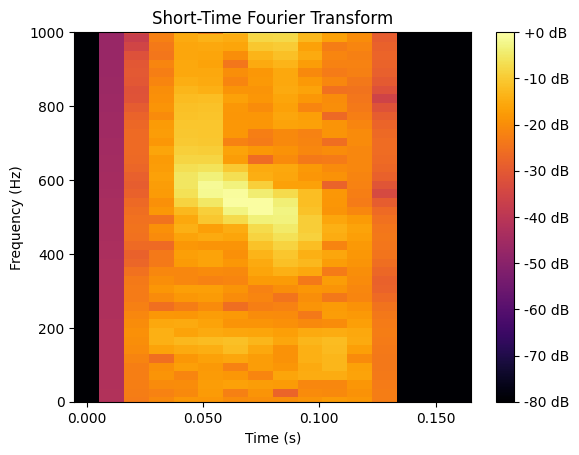 Short-Time Fourier Transform
1000
800
600
400
200
0
Frequency (Hz)
0.000
0.050
0.100
0.150
Time (s)
+0 dB
-10 dB
-20 dB
-30 dB
-40 dB
-50 dB
-60 dB
-70 dB
-80 dB